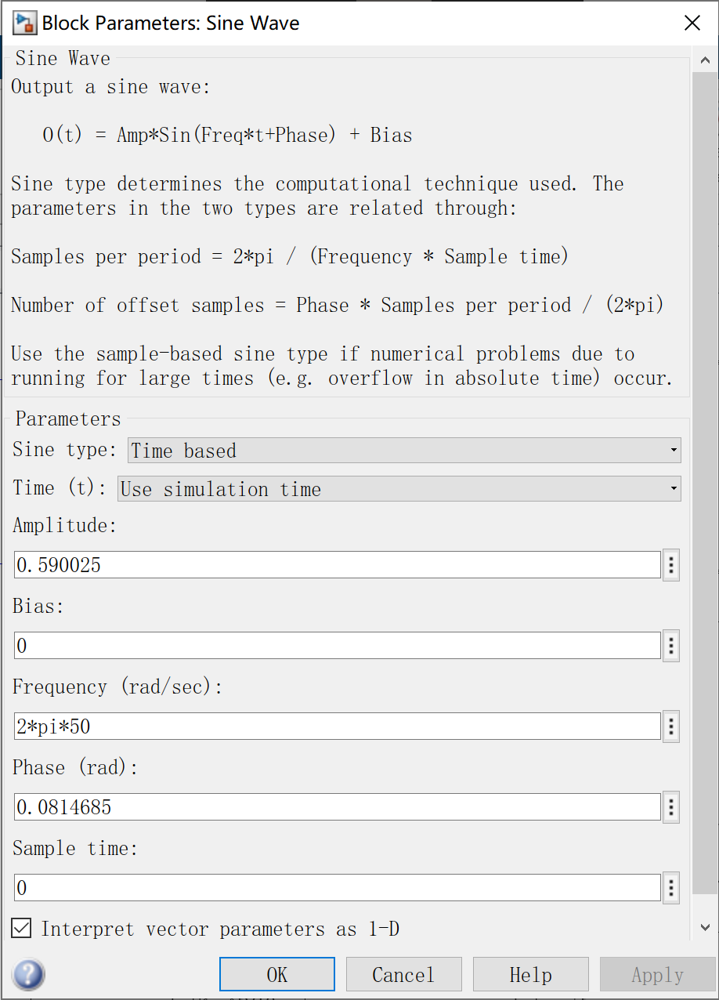 Block Parameters: Sine Wave
Sine Wave
Output a sine wave:
O(t) = Amp*Sin(Freq*t+Phase) + Bias
Sine type determines the computational technique used. The
parameters in the two types are related through:
Samples per period = 2*pi / (Frequency * Sample time)
Number of offset samples = Phase * Samples per period / (2*pi)
Use the sample-based sine type if numerical problems due to
running for large times (e.g. overflow in absolute time) occur.
Parameters
Sine type: Time based
Time (t): Use simulation time
Amplitude:
0.590025
Bias:
0
Frequency (rad/sec):
2*pi*50
Phase (rad):
0.0814685
Sample time:
0
Interpret vector parameters as 1-D
OK Cancel Help Apply